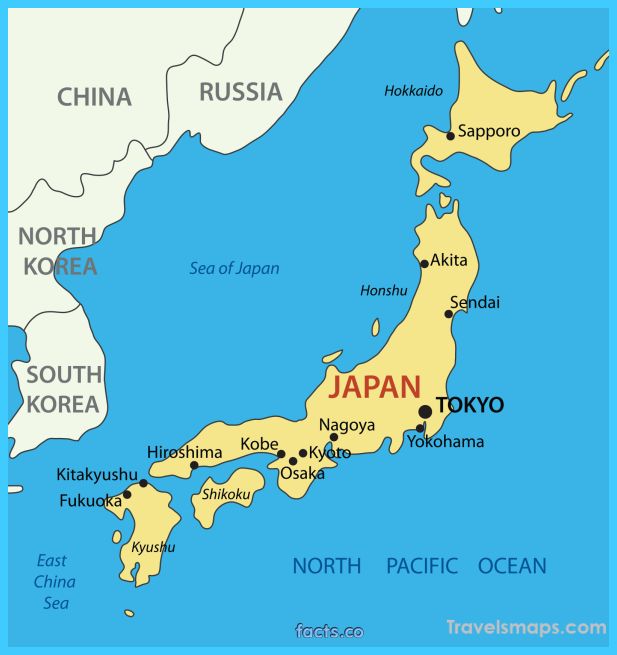 Hokkaido
CHINA
RUSSIA
Sapporo
NORTH
KOREA
Sea of Japan
Akita
Honshu
Sendai
SOUTH
KOREA
JAPAN
TOKYO
Nagoya
Yokohama
Kobe
Kyoto
Hiroshima
Osaka
Kitakyushu
Shikoku
Fukuoka
Kyushu
East
China
Sea
NORTH PACIFIC OCEAN
facts.co
Travelsmaps.com